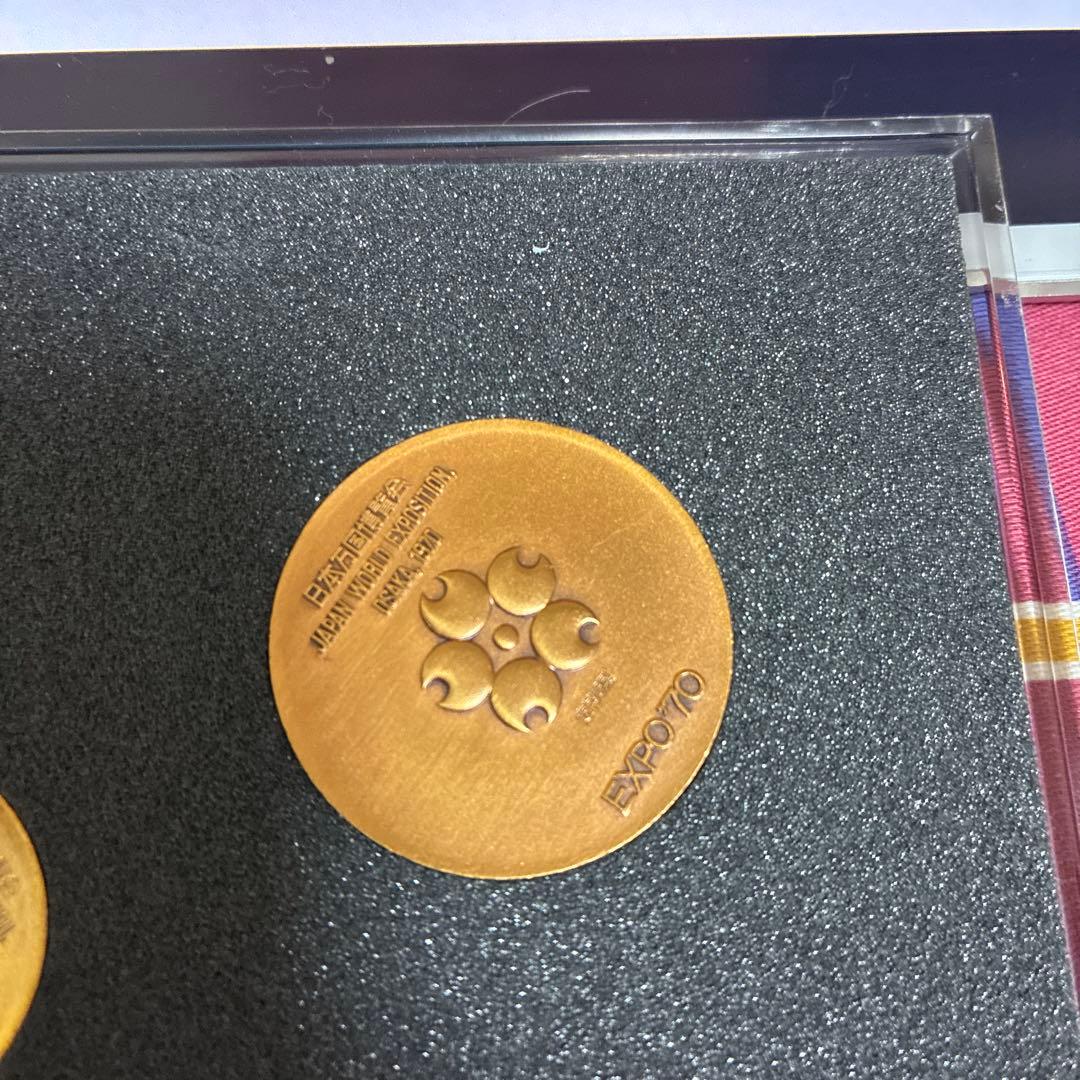 日本万国博覧会
JAPAN WORLD EXPOSITION,
OSAKA, 1970
EXPO'70